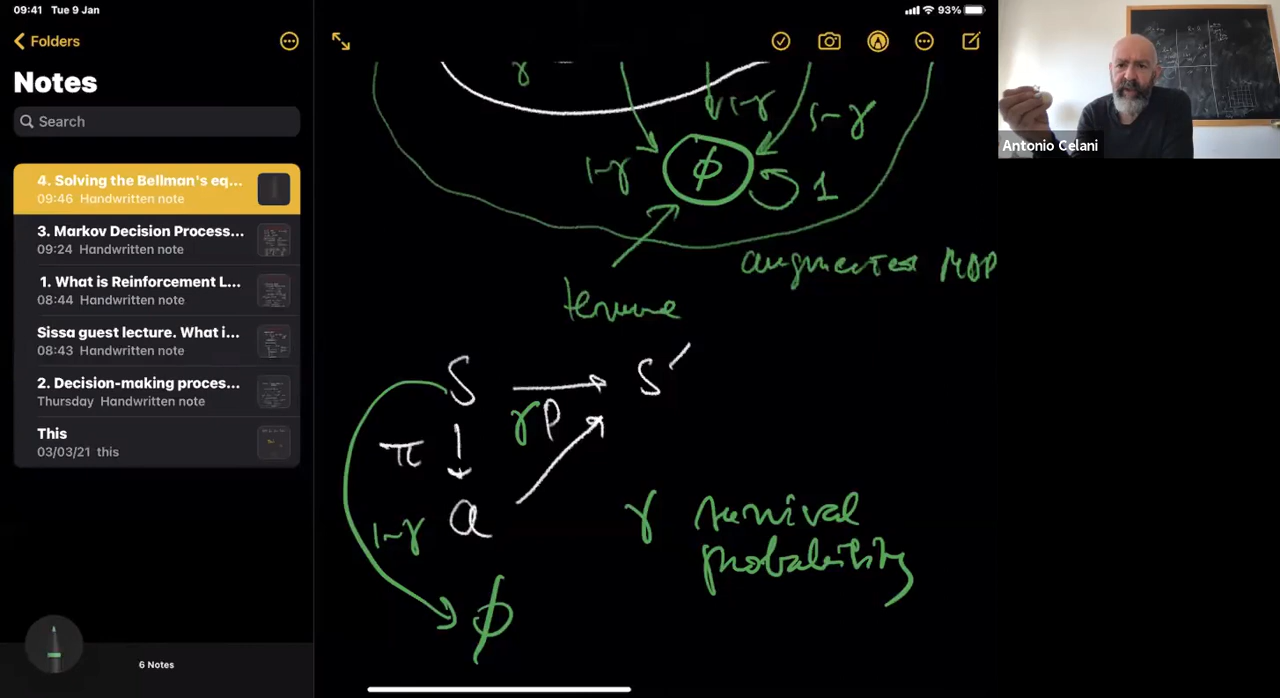 09:41 Tue 9 Jan
93%
Folders
Notes
Search
4. Solving the Bellman's eq...
09:46 Handwritten note
3. Markov Decision Process...
09:24 Handwritten note
1. What is Reinforcement L...
08:44 Handwritten note
Sissa guest lecture. What i...
08:43 Handwritten note
2. Decision-making proces...
Thursday Handwritten note
This
03/03/21 this
6 Notes
γ
1-γ
1-γ
1-γ
ϕ
1
augmented MDP
S
S′
γp
π
a
1-γ
ϕ
γ survival
probability
Antonio Celani